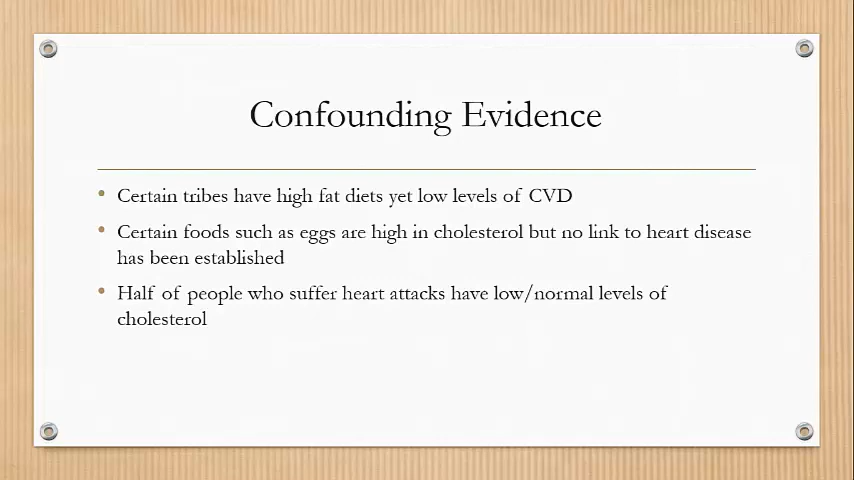 Confounding Evidence
• Certain tribes have high fat diets yet low levels of CVD
• Certain foods such as eggs are high in cholesterol but no link to heart disease
has been established
• Half of people who suffer heart attacks have low/normal levels of
cholesterol